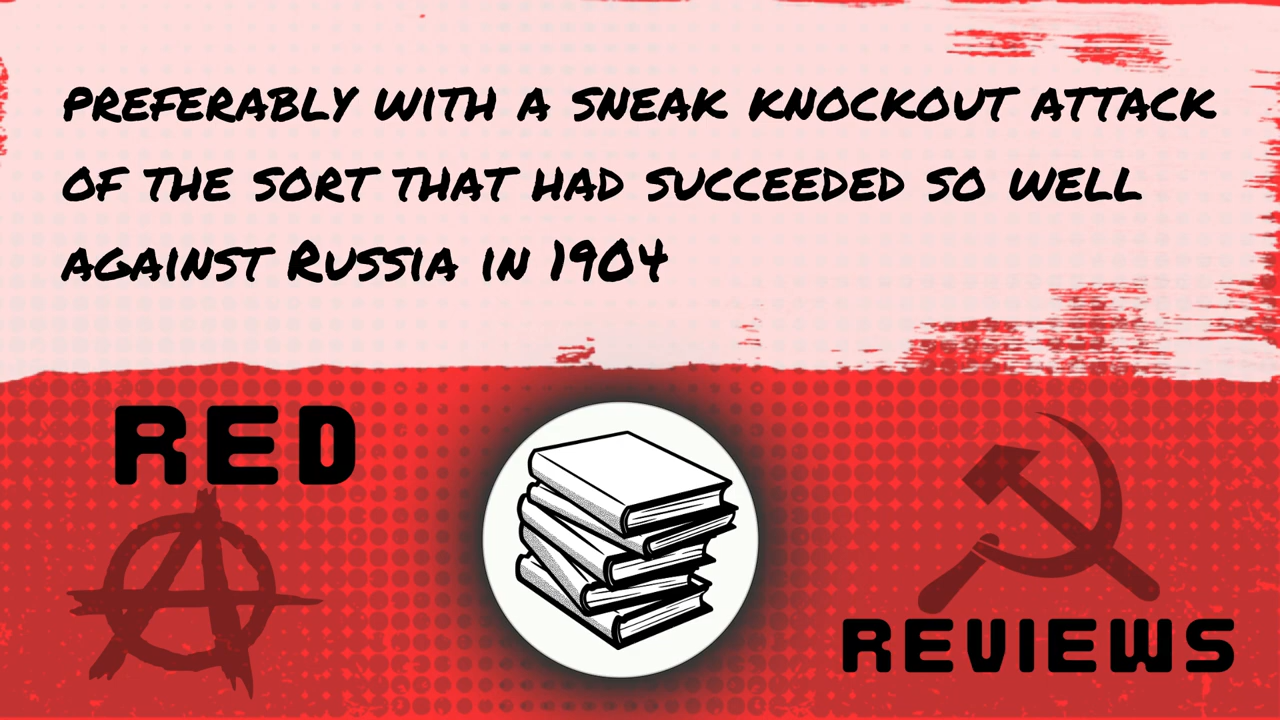 preferably with a sneak knockout attack
of the sort that had succeeded so well
against Russia in 1904
RED
REVIEWS